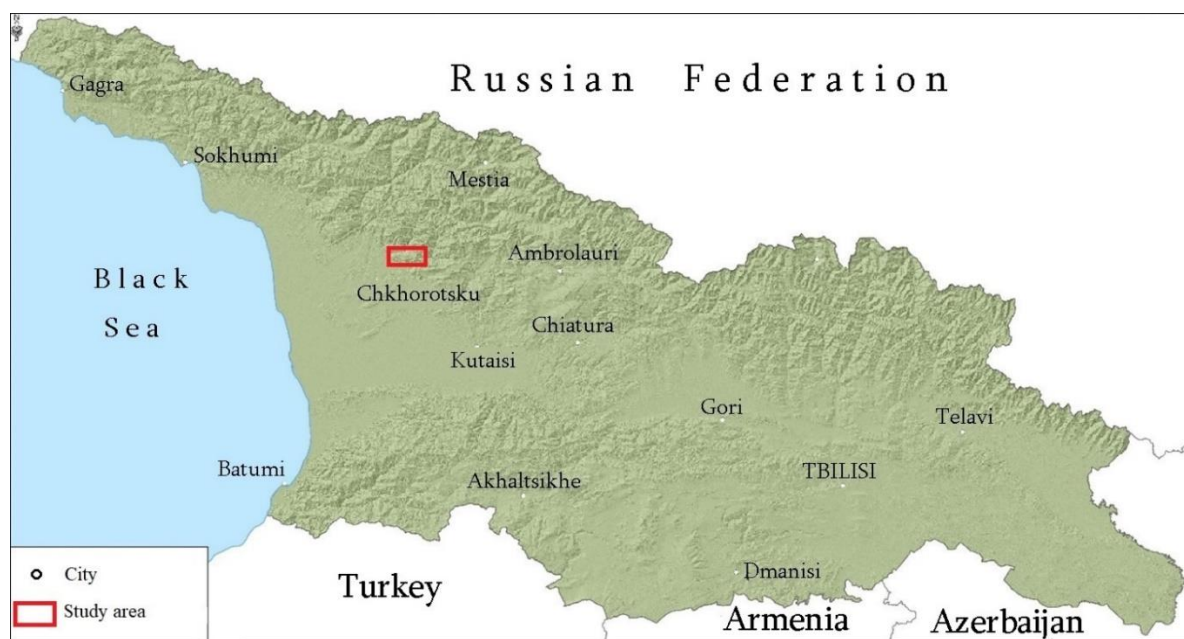 Russian Federation
Gagra
Sokhumi
Mestia
Ambrolauri
Black
Sea
Chkhorotsku
Chiatura
Kutaisi
Gori
Telavi
Batumi
Akhaltsikhe
TBILISI
City
Study area
Turkey
Dmanisi
Armenia
Azerbaijan